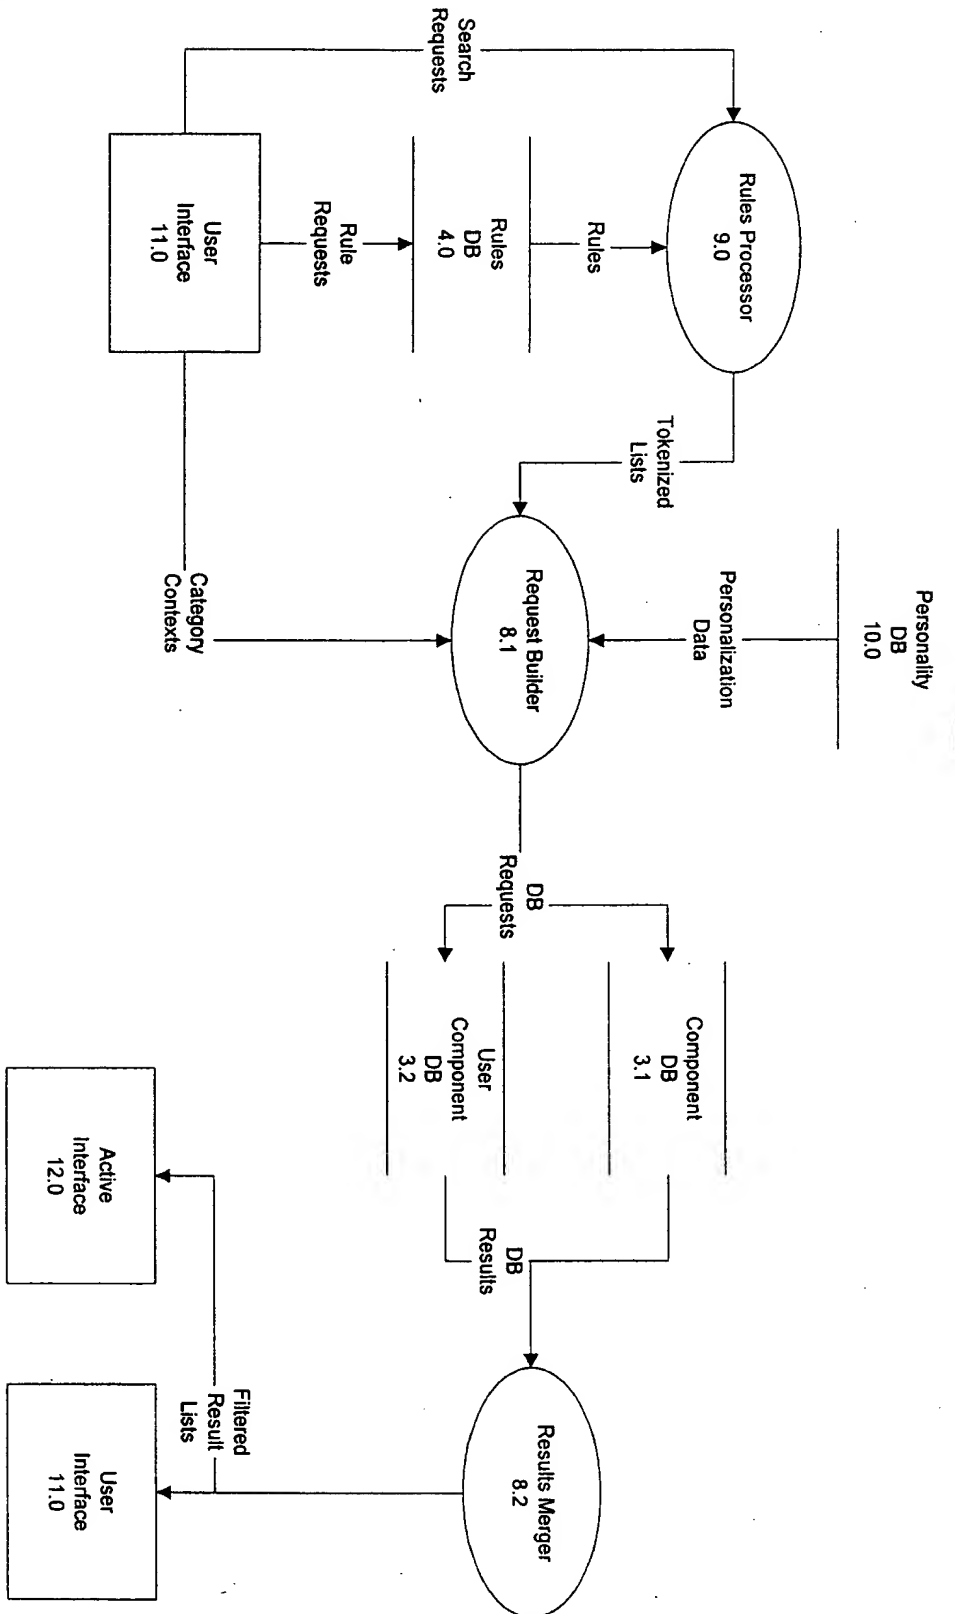 Search
Requests
Rules Processor
9.0
Rules
Rules
DB
4.0
Rule
Requests
User
Interface
11.0
Tokenized
Lists
Personality
DB
10.0
Personalization
Data
Request Builder
8.1
Category
Contexts
DB
Requests
Component
DB
3.1
User
Component
DB
3.2
DB
Results
Results Merger
8.2
Filtered
Result
Lists
Active
Interface
12.0
User
Interface
11.0